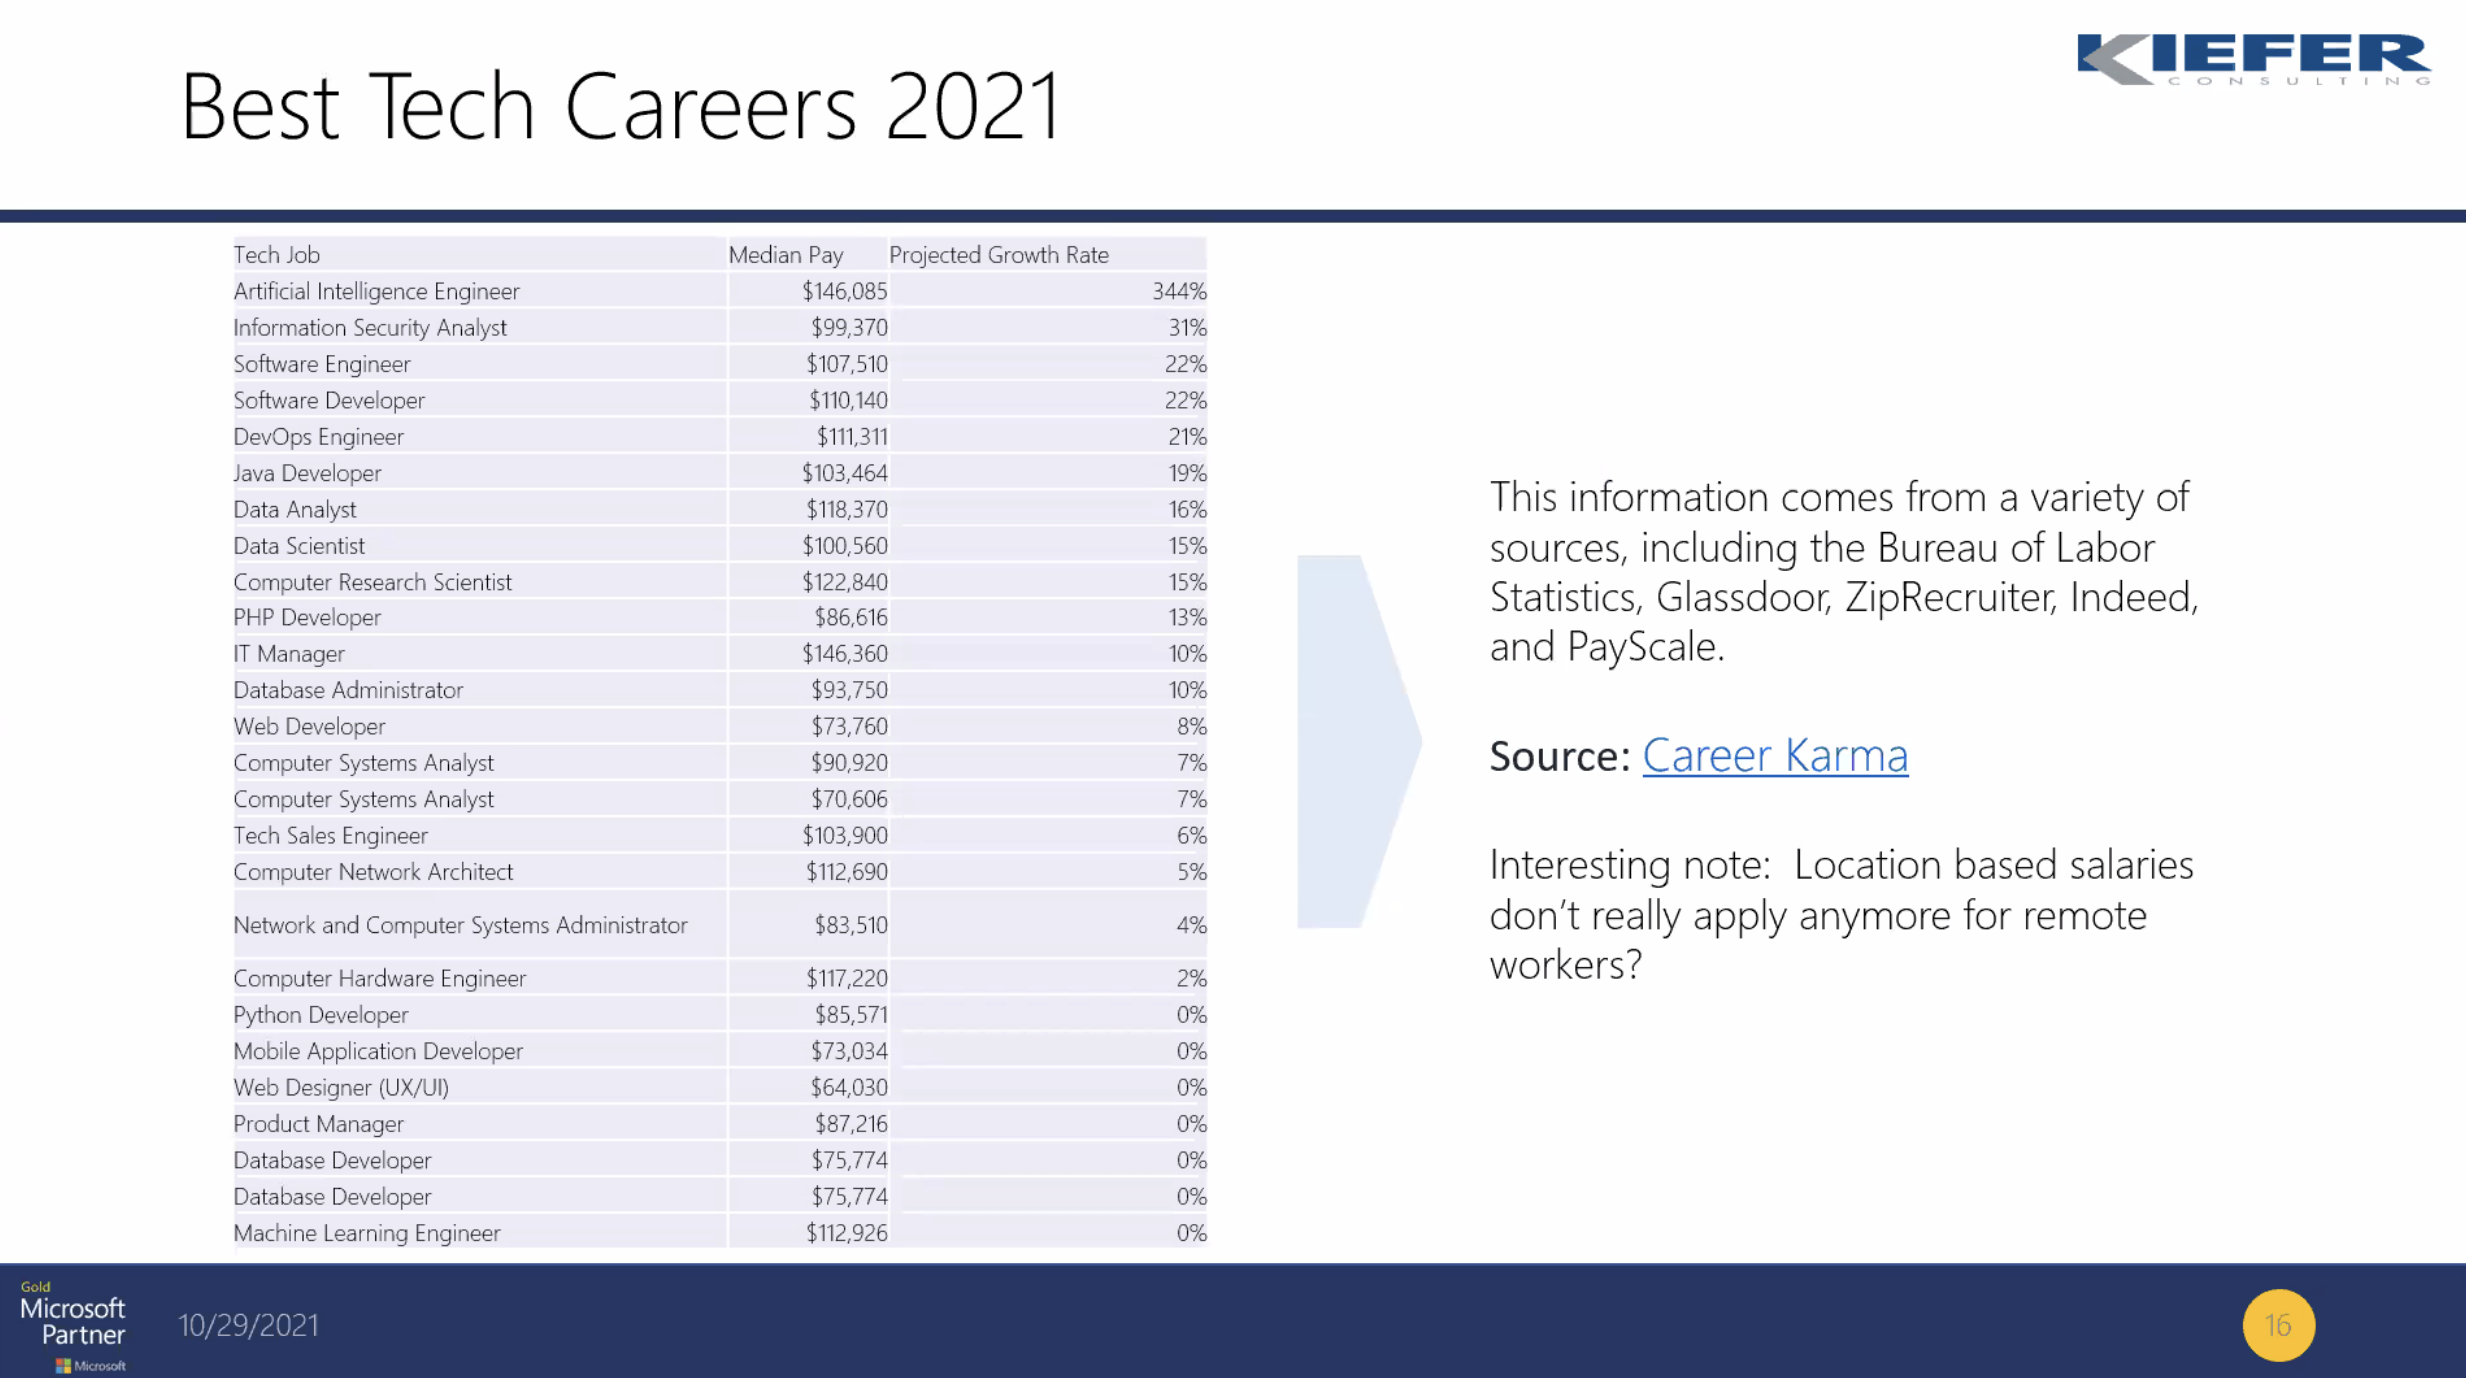 Best Tech Careers 2021
KIEFER
CONSULTING
Tech Job Median Pay Projected Growth Rate
Artificial Intelligence Engineer $146,085 344%
Information Security Analyst $99,370 31%
Software Engineer $107,510 22%
Software Developer $110,140 22%
DevOps Engineer $111,311 21%
Java Developer $103,464 19%
Data Analyst $118,370 16%
Data Scientist $100,560 15%
Computer Research Scientist $122,840 15%
PHP Developer $86,616 13%
IT Manager $146,360 10%
Database Administrator $93,750 10%
Web Developer $73,760 8%
Computer Systems Analyst $90,920 7%
Computer Systems Analyst $70,606 7%
Tech Sales Engineer $103,900 6%
Computer Network Architect $112,690 5%
Network and Computer Systems Administrator $83,510 4%
Computer Hardware Engineer $117,220 2%
Python Developer $85,571 0%
Mobile Application Developer $73,034 0%
Web Designer (UX/UI) $64,030 0%
Product Manager $87,216 0%
Database Developer $75,774 0%
Database Developer $75,774 0%
Machine Learning Engineer $112,926 0%
This information comes from a variety of
sources, including the Bureau of Labor
Statistics, Glassdoor, ZipRecruiter, Indeed,
and PayScale.
Source: Career Karma
Interesting note:  Location based salaries
don't really apply anymore for remote
workers?
Gold
Microsoft
Partner
Microsoft
10/29/2021
16